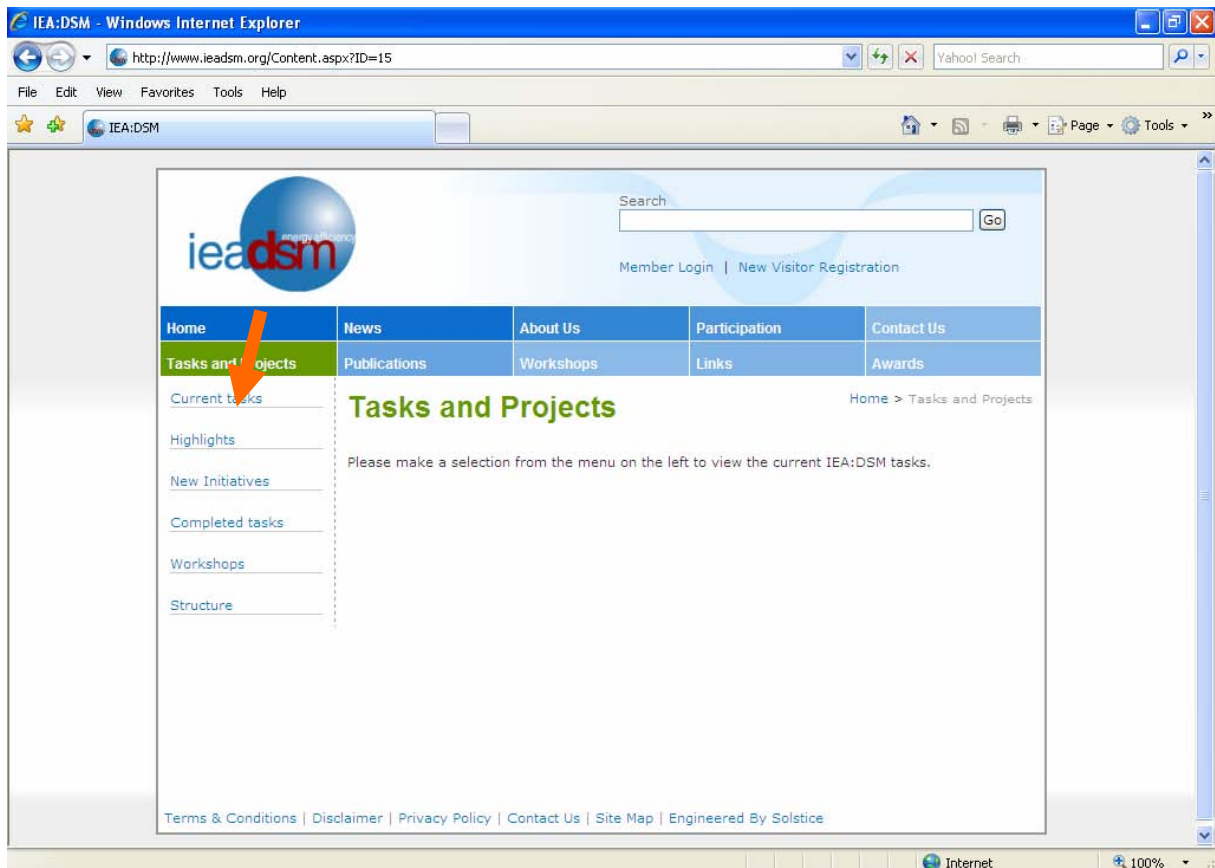 IEA:DSM - Windows Internet Explorer
http://www.ieadsm.org/Content.aspx?ID=15
Yahoo! Search
File Edit View Favorites Tools Help
IEA:DSM
Page Tools
ieadsm
energy efficiency
Search
Go
Member Login | New Visitor Registration
Home News About Us Participation Contact Us
Tasks and Projects Publications Workshops Links Awards
Current tasks
Highlights
New Initiatives
Completed tasks
Workshops
Structure
Tasks and Projects
Home > Tasks and Projects
Please make a selection from the menu on the left to view the current IEA:DSM tasks.
Terms & Conditions | Disclaimer | Privacy Policy | Contact Us | Site Map | Engineered By Solstice
Internet 100%